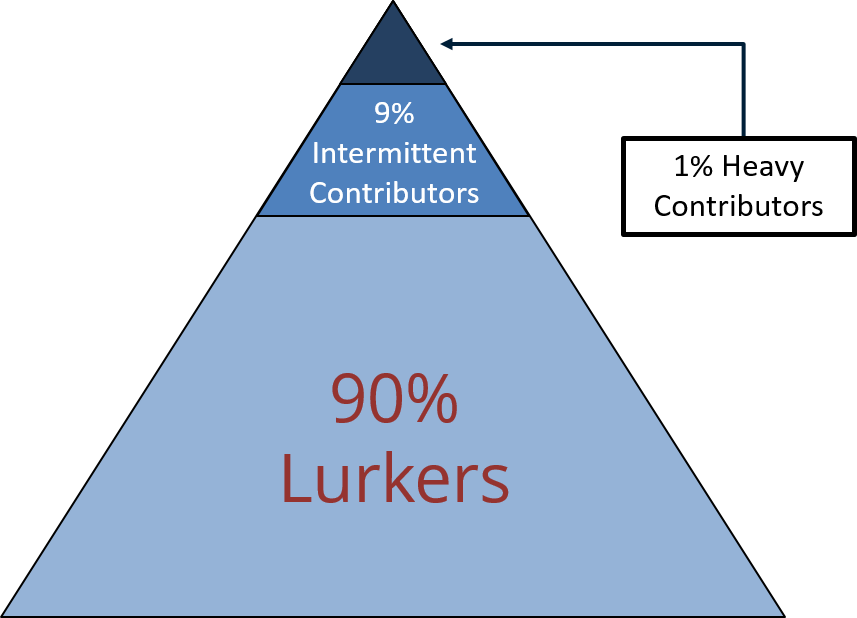 9%
Intermittent
Contributors
1% Heavy
Contributors
90%
Lurkers